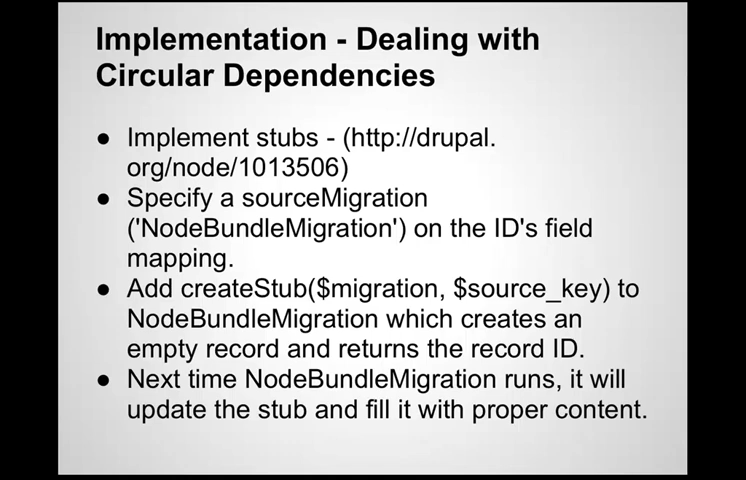 Implementation - Dealing with
Circular Dependencies
● Implement stubs - (http://drupal.
org/node/1013506)
● Specify a sourceMigration
('NodeBundleMigration') on the ID's field
mapping.
● Add createStub($migration, $source_key) to
NodeBundleMigration which creates an
empty record and returns the record ID.
● Next time NodeBundleMigration runs, it will
update the stub and fill it with proper content.